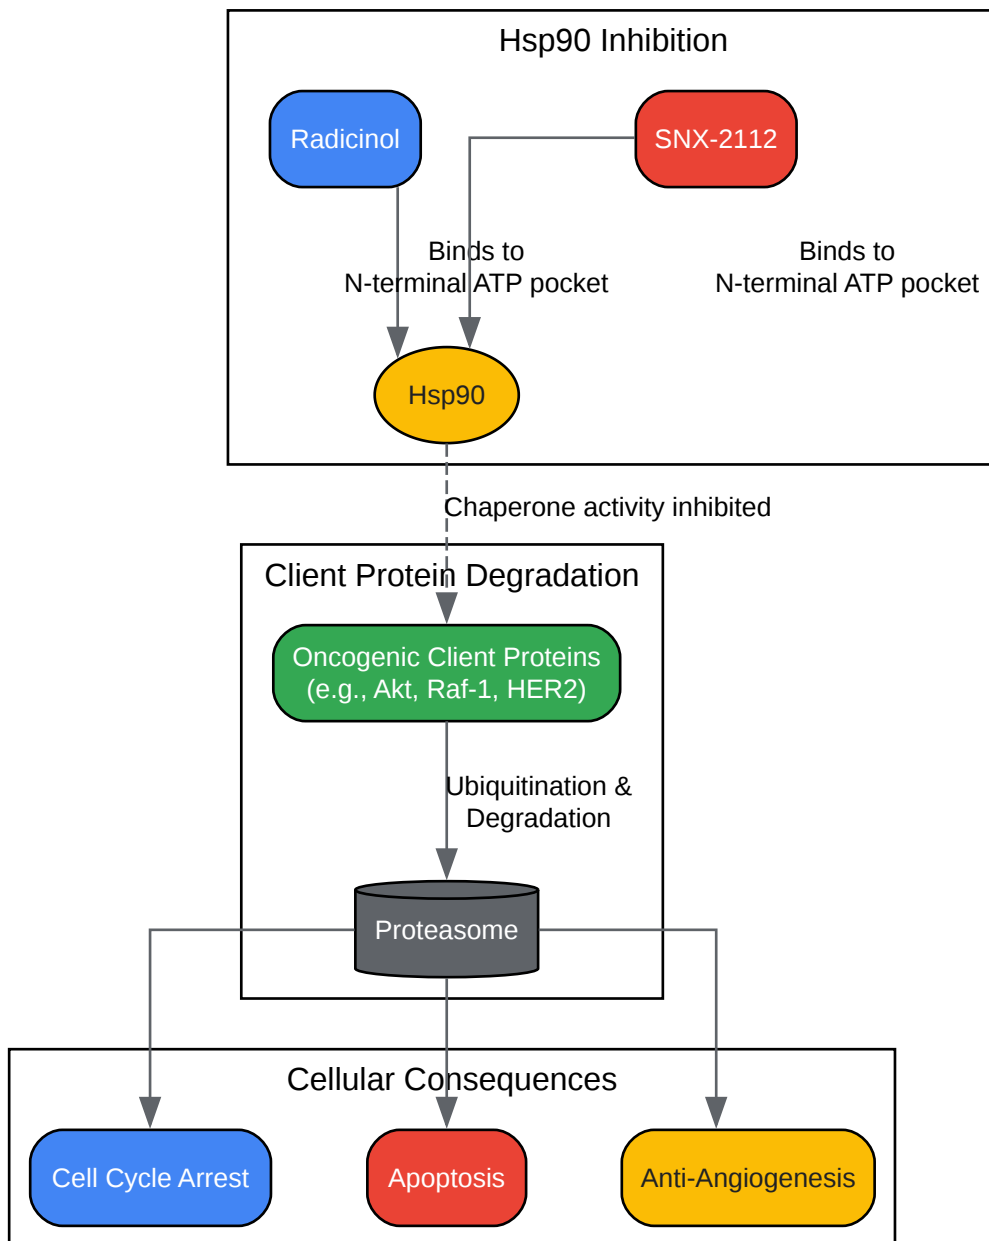 Hsp90 Inhibition
Radicinol
SNX-2112
Binds to
N-terminal ATP pocket
Binds to
N-terminal ATP pocket
Hsp90
Chaperone activity inhibited
Client Protein Degradation
Oncogenic Client Proteins
(e.g., Akt, Raf-1, HER2)
Ubiquitination &
Degradation
Proteasome
Cellular Consequences
Cell Cycle Arrest
Apoptosis
Anti-Angiogenesis